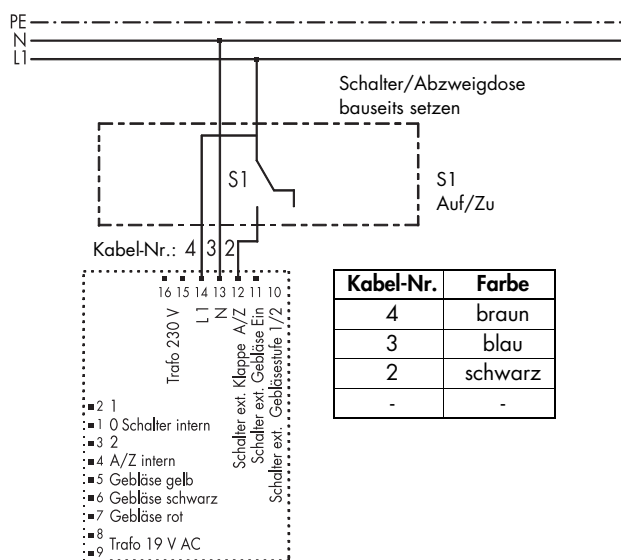 PE
N
L1
Schalter/Abzweigdose
bauseits setzen
S1
S1
Auf/Zu
Kabel-Nr.: 4 3 2
16 15 14 13 12 11 10
Trafo 230 V
L1
N
Schalter ext. Klappe A/Z
Schalter ext. Gebläse Ein
Schalter ext. Gebläsestufe 1/2
2 1
1 0 Schalter intern
3 2
4 A/Z intern
5 Gebläse gelb
6 Gebläse schwarz
7 Gebläse rot
8
Trafo 19 V AC
9
Kabel-Nr. Farbe
4 braun
3 blau
2 schwarz
- -